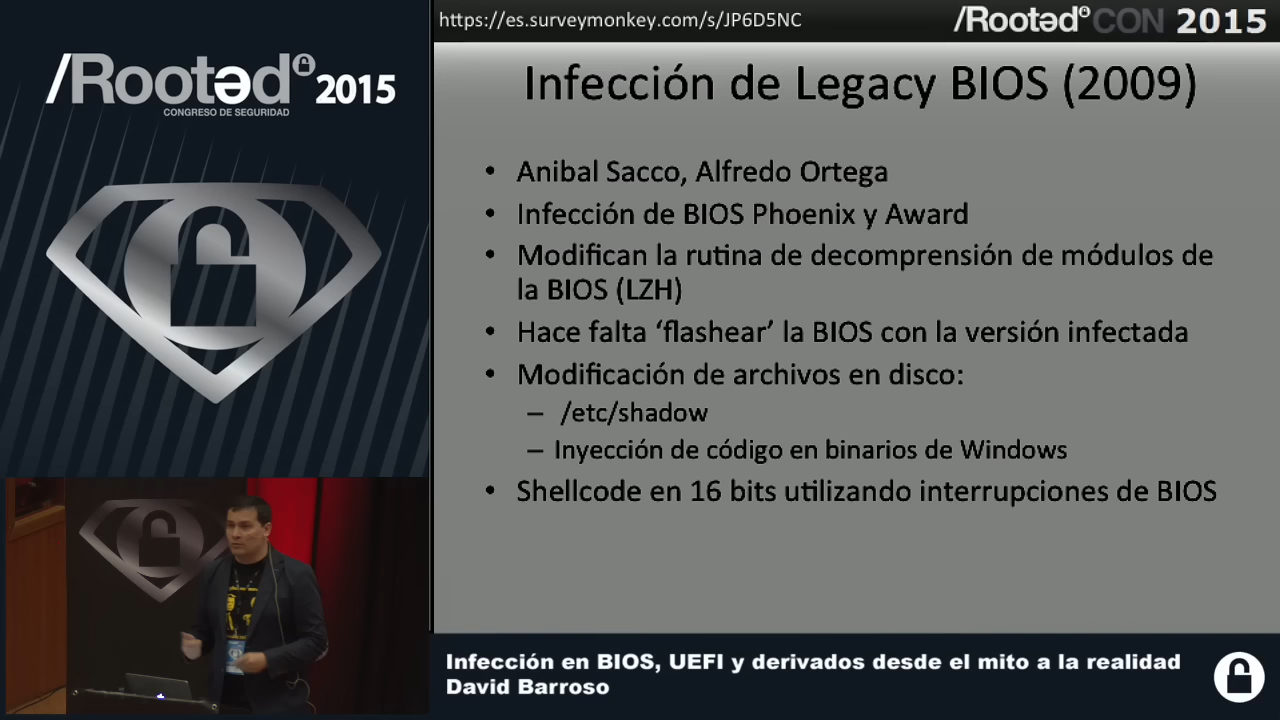 /Rootəd 2015
CONGRESO DE SEGURIDAD
https://es.surveymonkey.com/s/JP6D5NC
/RootedCON 2015
Infección de Legacy BIOS (2009)
• Anibal Sacco, Alfredo Ortega
• Infección de BIOS Phoenix y Award
• Modifican la rutina de decomprensión de módulos de
la BIOS (LZH)
• Hace falta ‘flashear’ la BIOS con la versión infectada
• Modificación de archivos en disco:
– /etc/shadow
– Inyección de código en binarios de Windows
• Shellcode en 16 bits utilizando interrupciones de BIOS
Infección en BIOS, UEFI y derivados desde el mito a la realidad
David Barroso